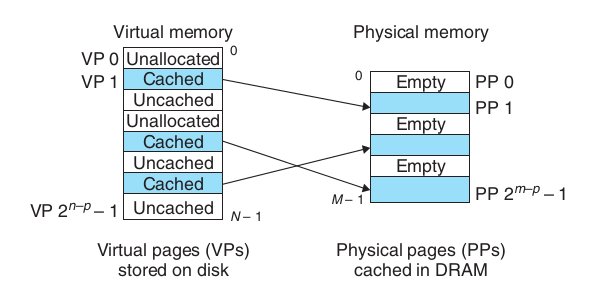 Virtual memory
Physical memory
VP 0 Unallocated 0
VP 1 Cached
Uncached
Unallocated
Cached
Uncached
Cached
VP 2^{n–p} – 1 Uncached N – 1
0 Empty PP 0
PP 1
Empty
Empty
M – 1 PP 2^{m–p} – 1
Virtual pages (VPs)
stored on disk
Physical pages (PPs)
cached in DRAM